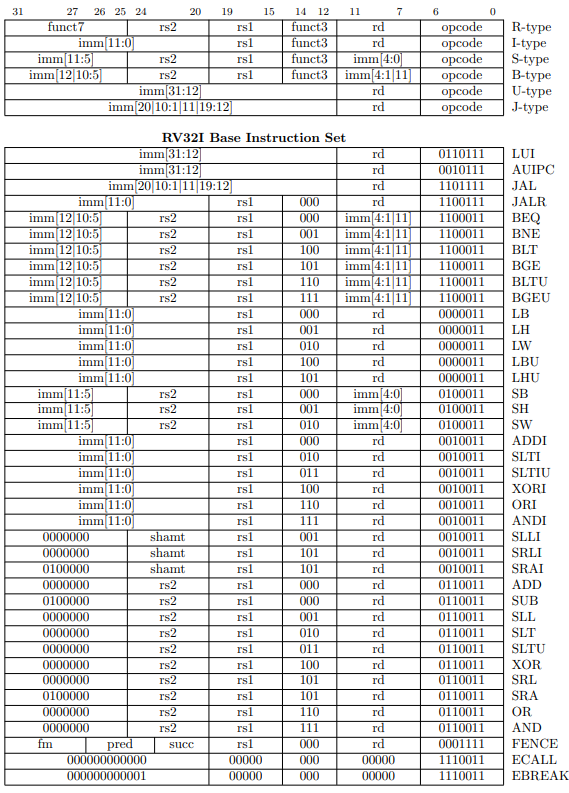 31 27 26 25 24 20 19 15 14 12 11 7 6 0
funct7 rs2 rs1 funct3 rd opcode R-type
imm[11:0] rs1 funct3 rd opcode I-type
imm[11:5] rs2 rs1 funct3 imm[4:0] opcode S-type
imm[12|10:5] rs2 rs1 funct3 imm[4:1|11] opcode B-type
imm[31:12] rd opcode U-type
imm[20|10:1|11|19:12] rd opcode J-type
RV32I Base Instruction Set
imm[31:12] rd 0110111 LUI
imm[31:12] rd 0010111 AUIPC
imm[20|10:1|11|19:12] rd 1101111 JAL
imm[11:0] rs1 000 rd 1100111 JALR
imm[12|10:5] rs2 rs1 000 imm[4:1|11] 1100011 BEQ
imm[12|10:5] rs2 rs1 001 imm[4:1|11] 1100011 BNE
imm[12|10:5] rs2 rs1 100 imm[4:1|11] 1100011 BLT
imm[12|10:5] rs2 rs1 101 imm[4:1|11] 1100011 BGE
imm[12|10:5] rs2 rs1 110 imm[4:1|11] 1100011 BLTU
imm[12|10:5] rs2 rs1 111 imm[4:1|11] 1100011 BGEU
imm[11:0] rs1 000 rd 0000011 LB
imm[11:0] rs1 001 rd 0000011 LH
imm[11:0] rs1 010 rd 0000011 LW
imm[11:0] rs1 100 rd 0000011 LBU
imm[11:0] rs1 101 rd 0000011 LHU
imm[11:5] rs2 rs1 000 imm[4:0] 0100011 SB
imm[11:5] rs2 rs1 001 imm[4:0] 0100011 SH
imm[11:5] rs2 rs1 010 imm[4:0] 0100011 SW
imm[11:0] rs1 000 rd 0010011 ADDI
imm[11:0] rs1 010 rd 0010011 SLTI
imm[11:0] rs1 011 rd 0010011 SLTIU
imm[11:0] rs1 100 rd 0010011 XORI
imm[11:0] rs1 110 rd 0010011 ORI
imm[11:0] rs1 111 rd 0010011 ANDI
0000000 shamt rs1 001 rd 0010011 SLLI
0000000 shamt rs1 101 rd 0010011 SRLI
0100000 shamt rs1 101 rd 0010011 SRAI
0000000 rs2 rs1 000 rd 0110011 ADD
0100000 rs2 rs1 000 rd 0110011 SUB
0000000 rs2 rs1 001 rd 0110011 SLL
0000000 rs2 rs1 010 rd 0110011 SLT
0000000 rs2 rs1 011 rd 0110011 SLTU
0000000 rs2 rs1 100 rd 0110011 XOR
0000000 rs2 rs1 101 rd 0110011 SRL
0100000 rs2 rs1 101 rd 0110011 SRA
0000000 rs2 rs1 110 rd 0110011 OR
0000000 rs2 rs1 111 rd 0110011 AND
fm pred succ rs1 000 rd 0001111 FENCE
000000000000 00000 000 00000 1110011 ECALL
000000000001 00000 000 00000 1110011 EBREAK